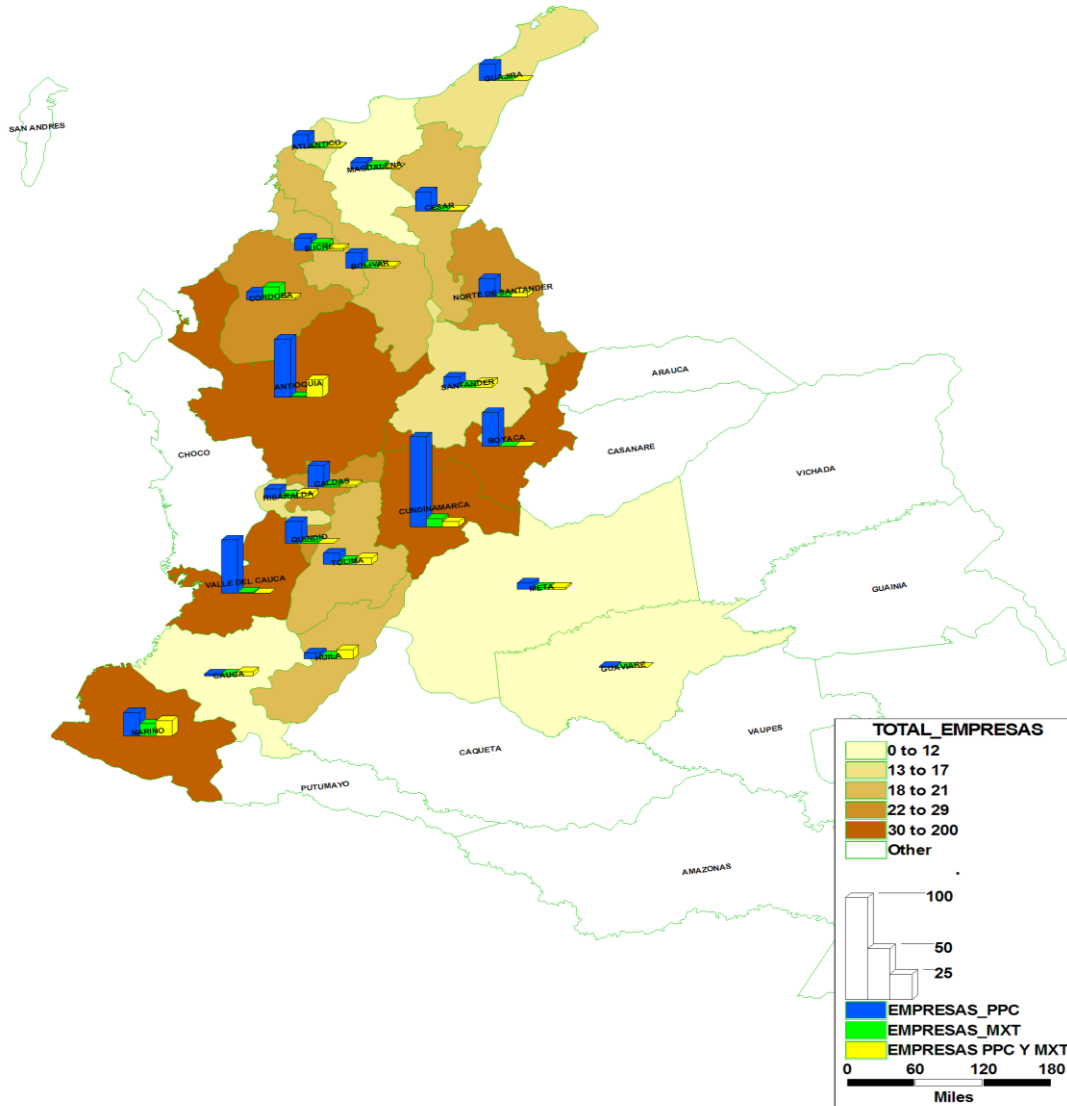 GUAJIRA
SAN ANDRES
ATLANTICO
MAGDALENA
CESAR
SUCRE
BOLIVAR
CORDOBA
NORTE DE SANTANDER
ARAUCA
ANTIOQUIA
SANTANDER
BOYACA
CASANARE
CHOCO
VICHADA
CALDAS
RISARALDA
CUNDINAMARCA
QUINDIO
TOLIMA
VALLE DEL CAUCA
META
GUAINIA
HUILA
GUAVIARE
CAUCA
NARIÑO
VAUPES
CAQUETA
PUTUMAYO
AMAZONAS
TOTAL_EMPRESAS
0 to 12
13 to 17
18 to 21
22 to 29
30 to 200
Other
100
50
25
EMPRESAS_PPC
EMPRESAS_MXT
EMPRESAS PPC Y MXT
0 60 120 180
Miles